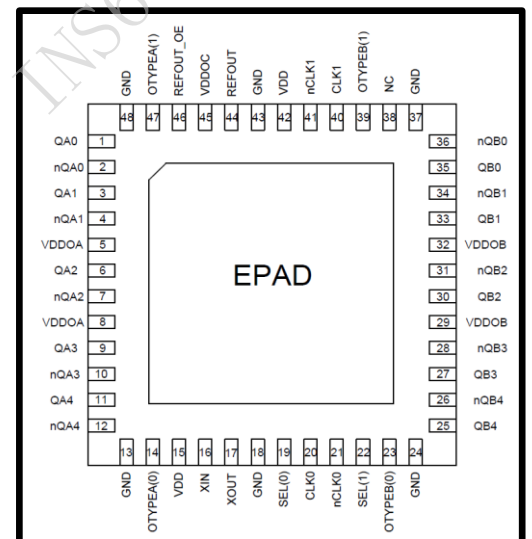 INS6
GND OTYPEA(1) REFOUT_OE VDDOC REFOUT GND VDD nCLK1 CLK1 OTYPEB(1) NC GND
48 47 46 45 44 43 42 41 40 39 38 37
QA0 1 36 nQB0
nQA0 2 35 QB0
QA1 3 34 nQB1
nQA1 4 33 QB1
VDDOA 5 32 VDDOB
QA2 6 31 nQB2
EPAD
nQA2 7 30 QB2
VDDOA 8 29 VDDOB
QA3 9 28 nQB3
nQA3 10 27 QB3
QA4 11 26 nQB4
nQA4 12 25 QB4
13 14 15 16 17 18 19 20 21 22 23 24
GND OTYPEA(0) VDD XIN XOUT GND SEL(0) CLK0 nCLK0 SEL(1) OTYPEB(0) GND